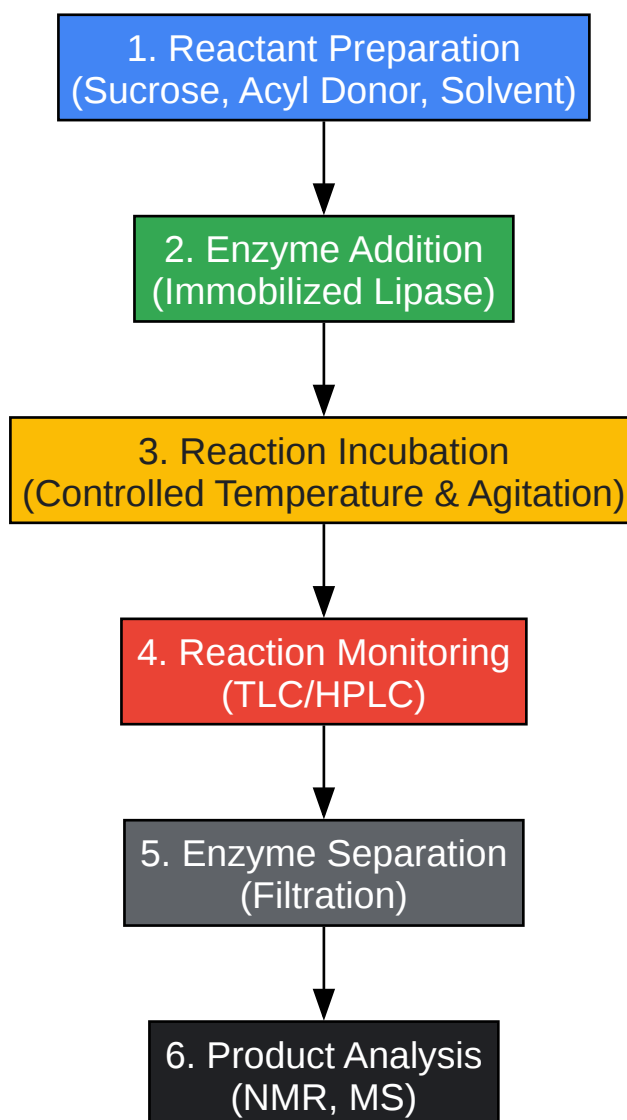 1. Reactant Preparation
(Sucrose, Acyl Donor, Solvent)
2. Enzyme Addition
(Immobilized Lipase)
3. Reaction Incubation
(Controlled Temperature & Agitation)
4. Reaction Monitoring
(TLC/HPLC)
5. Enzyme Separation
(Filtration)
6. Product Analysis
(NMR, MS)